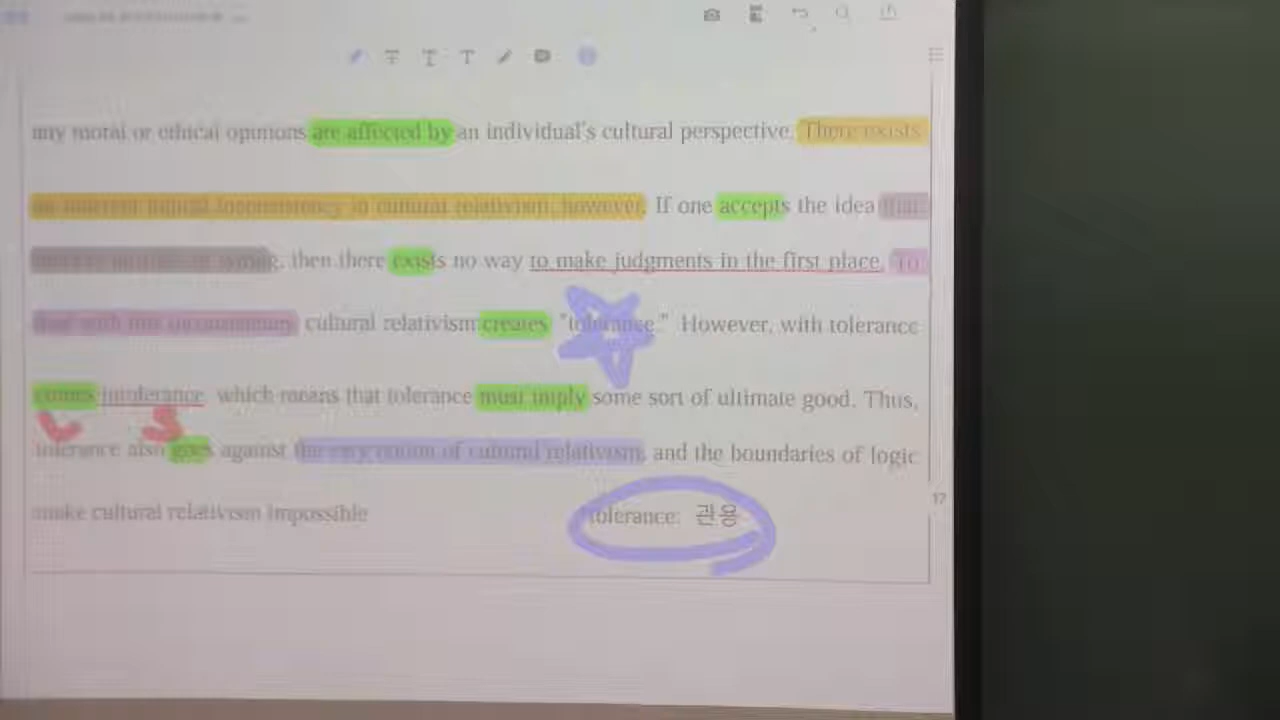 any moral or ethical opinions are affected by an individual's cultural perspective. There exists
an inherent logical inconsistency in cultural relativism, however. If one accepts the idea that
, then there exists no way to make judgments in the first place. To
deal with this cultural relativism creates "tolerance." However, with tolerance
comes intolerance, which means that tolerance must imply some sort of ultimate good. Thus,
tolerance also goes against the very notion of cultural relativism, and the boundaries of logic
make cultural relativism impossible
tolerance: 관용
V S
17